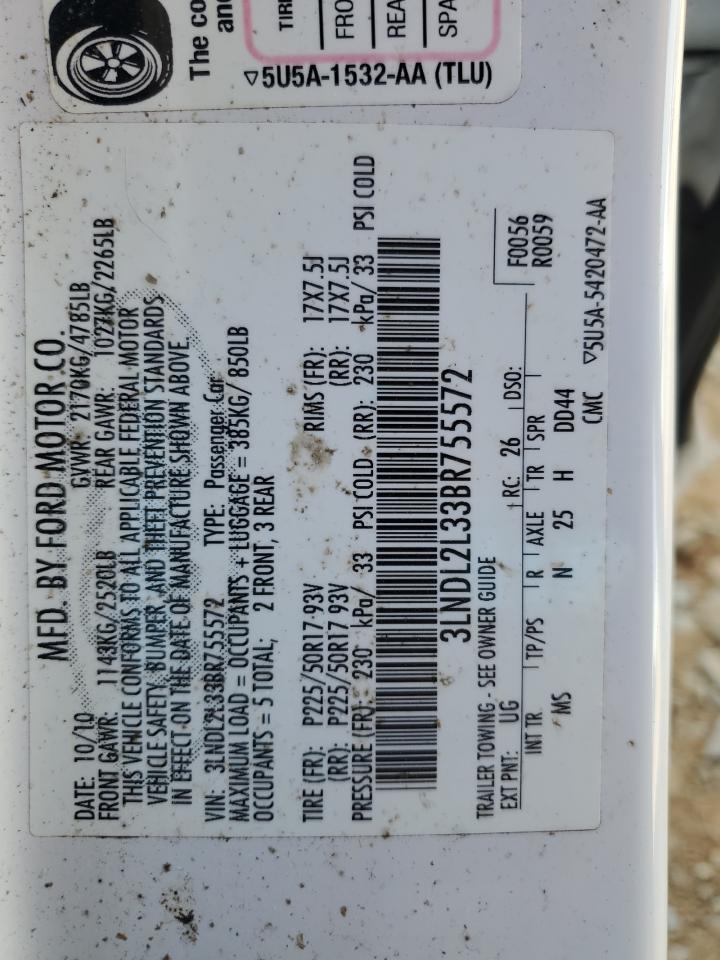 The co
and
TIRE
FRO
REA
SPA
▽5U5A-1532-AA (TLU)
MFD. BY FORD MOTOR CO.
DATE: 10/10 GVWR: 2170KG/4785LB
FRONT GAWR: 1143KG/2520LB REAR GAWR: 1027KG/2265LB
THIS VEHICLE CONFORMS TO ALL APPLICABLE FEDERAL MOTOR
VEHICLE SAFETY, BUMPER, AND THEFT PREVENTION STANDARDS
IN EFFECT ON THE DATE OF MANUFACTURE SHOWN ABOVE.
VIN: 3LNDL2L33BR755572 TYPE: Passenger Car
MAXIMUM LOAD = OCCUPANTS + LUGGAGE = 385KG/ 850LB
OCCUPANTS = 5 TOTAL; 2 FRONT, 3 REAR
TIRE (FR): P225/50R17 93V RIMS (FR): 17X7.5J
(RR): P225/50R17 93V (RR): 17X7.5J
PRESSURE (FR): 230 kPa/ 33 PSI COLD (RR): 230 kPa/ 33 PSI COLD
3LNDL2L33BR755572
TRAILER TOWING - SEE OWNER GUIDE
F0056
R0059
EXT PNT: UG RC: 26 DSO:
INT TR TP/PS R AXLE TR SPR
MS N 25 H DD44
CMC ▽5U5A-5420472-AA